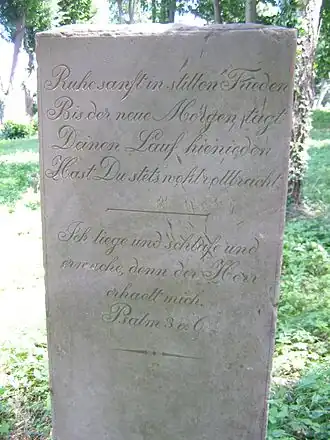 Ruhe sanft in stillen Frieden
Bis der neue Morgen tagt
Deinen Lauf hienieden
Hast Du stets wohl vollbracht.
Ich liege und schlafe und
erwache, denn der Herr
erhaelt mich.
Psalm 3 v. 6.